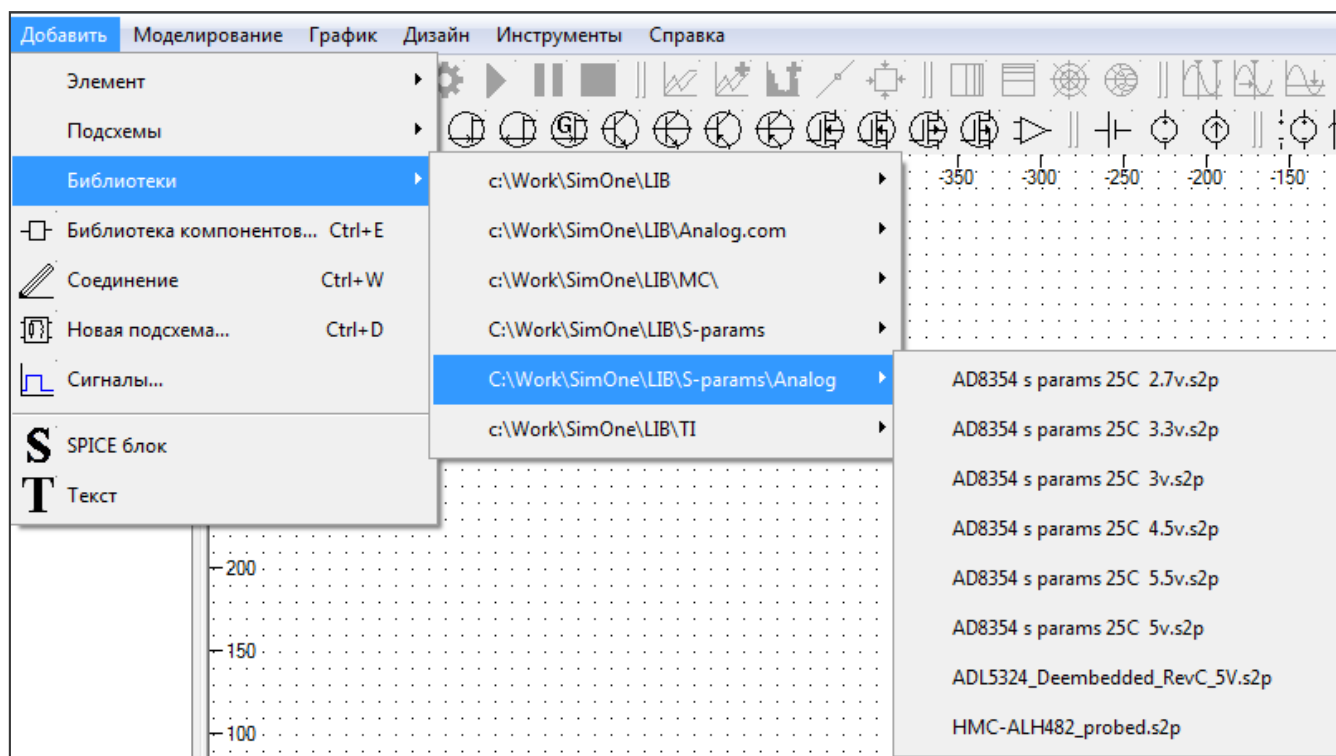 Добавить Моделирование График Дизайн Инструменты Справка
Элемент
Подсхемы
Библиотеки
Библиотека компонентов... Ctrl+E
Соединение Ctrl+W
Новая подсхема... Ctrl+D
Сигналы...
S SPICE блок
T Текст
c:\Work\SimOne\LIB
c:\Work\SimOne\LIB\Analog.com
c:\Work\SimOne\LIB\MC\
C:\Work\SimOne\LIB\S-params
C:\Work\SimOne\LIB\S-params\Analog
c:\Work\SimOne\LIB\TI
AD8354 s params 25C 2.7v.s2p
AD8354 s params 25C 3.3v.s2p
AD8354 s params 25C 3v.s2p
AD8354 s params 25C 4.5v.s2p
AD8354 s params 25C 5.5v.s2p
AD8354 s params 25C 5v.s2p
ADL5324_Deembedded_RevC_5V.s2p
HMC-ALH482_probed.s2p
G
-350 -300 -250 -200 -150
200
150
100